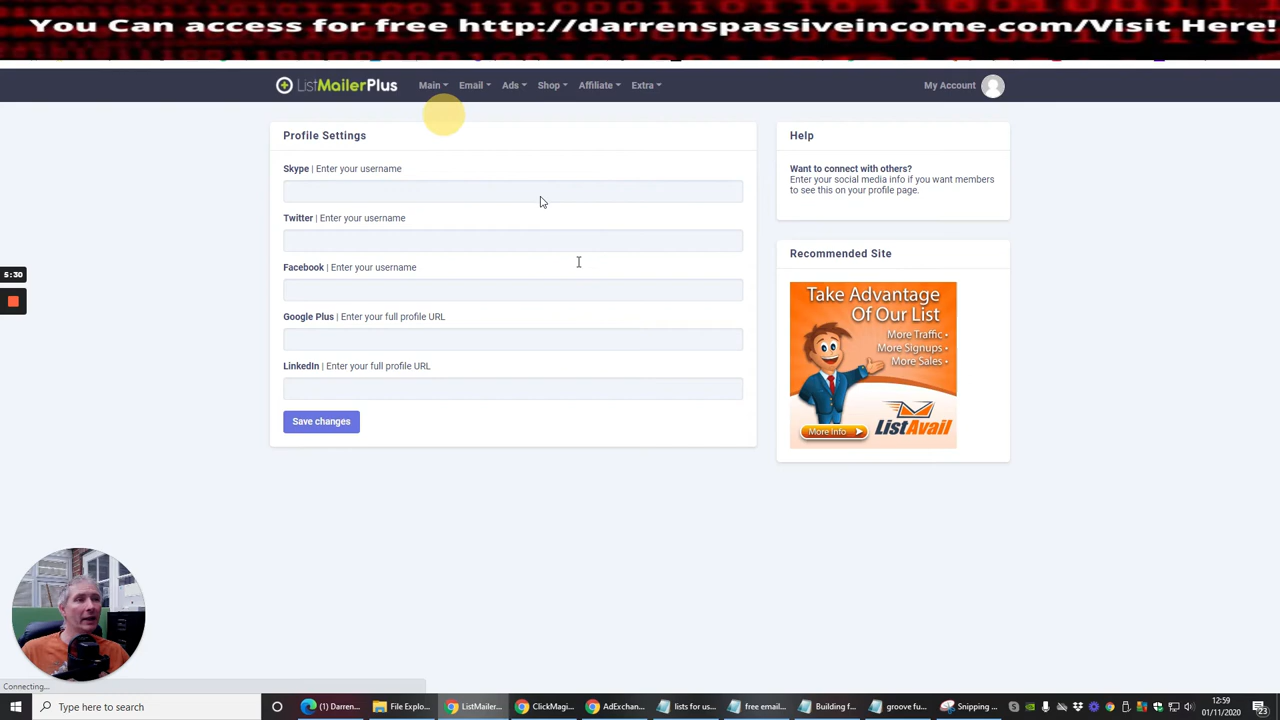 You Can access for free http://darrenspassiveincome.com/Visit Here!
ListMailerPlus
Main
Email
Ads
Shop
Affiliate
Extra
My Account
Profile Settings
Skype | Enter your username
Twitter | Enter your username
Facebook | Enter your username
Google Plus | Enter your full profile URL
LinkedIn | Enter your full profile URL
Save changes
Help
Want to connect with others?
Enter your social media info if you want members
to see this on your profile page.
Recommended Site
Take Advantage
Of Our List
More Traffic •
More Signups •
More Sales •
More Info
ListAvail
5:30
Connecting...
Type here to search
(1) Darren...
File Explo...
ListMailer...
ClickMagi...
AdExchan...
lists for us...
free email...
Building f...
groove fu...
Snipping ...
12:59
01/11/2020
23